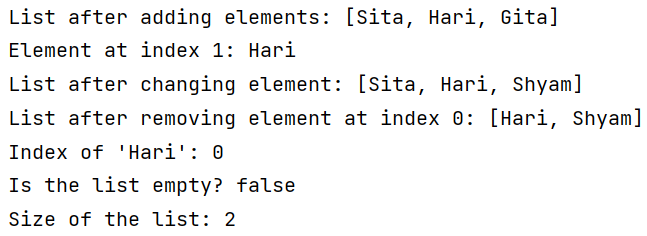 List after adding elements: [Sita, Hari, Gita]
Element at index 1: Hari
List after changing element: [Sita, Hari, Shyam]
List after removing element at index 0: [Hari, Shyam]
Index of 'Hari': 0
Is the list empty? false
Size of the list: 2